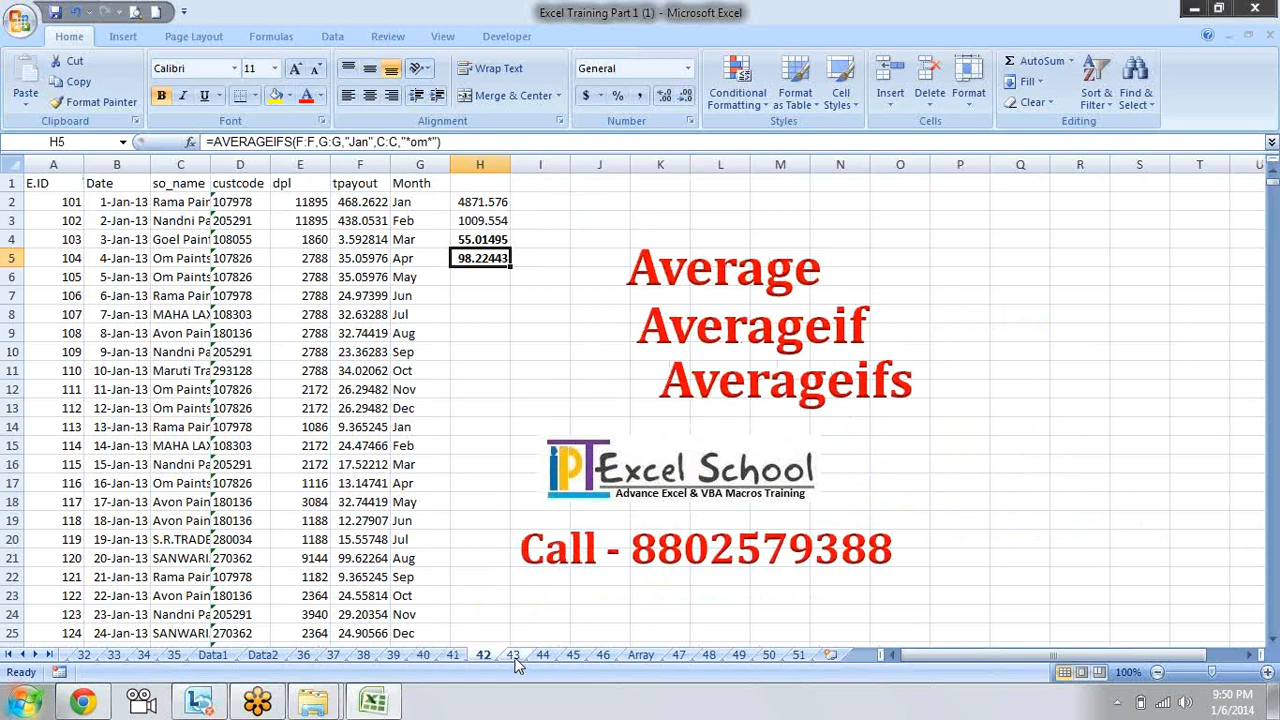 Excel Training Part 1 (1) - Microsoft Excel
Home Insert Page Layout Formulas Data Review View Developer
Cut Calibri 11 Wrap Text General AutoSum
Paste Copy Fill
Format Painter Merge & Center Conditional Formatting Format as Table Cell Styles Insert Delete Format Clear Sort & Filter Find & Select
Clipboard Font Alignment Number Styles Cells Editing
H5 =AVERAGEIFS(F:F,G:G,"Jan",C:C,"*om*")
A B C D E F G H I J K L M N O P Q R S T U
1 E.ID Date so_name custcode dpl tpayout Month
2 101 1-Jan-13 Rama Pain 107978 11895 468.2622 Jan 4871.576
3 102 2-Jan-13 Nandni Pa 205291 11895 438.0531 Feb 1009.554
4 103 3-Jan-13 Goel Paint 108055 1860 3.592814 Mar 55.01495
5 104 4-Jan-13 Om Paints 107826 2788 35.05976 Apr 98.22443
6 105 5-Jan-13 Om Paints 107826 2788 35.05976 May
7 106 6-Jan-13 Rama Pain 107978 2788 24.97399 Jun
8 107 7-Jan-13 MAHA LAX 108303 2788 32.63288 Jul
9 108 8-Jan-13 Avon Paint 180136 2788 32.74419 Aug
10 109 9-Jan-13 Nandni Pa 205291 2788 23.36283 Sep
11 110 10-Jan-13 Maruti Tra 293128 2788 34.02062 Oct
12 111 11-Jan-13 Om Paints 107826 2172 26.29482 Nov
13 112 12-Jan-13 Om Paints 107826 2172 26.29482 Dec
14 113 13-Jan-13 Rama Pain 107978 1086 9.365245 Jan
15 114 14-Jan-13 MAHA LAX 108303 2172 24.47466 Feb
16 115 15-Jan-13 Nandni Pa 205291 2172 17.52212 Mar
17 116 16-Jan-13 Om Paints 107826 1116 13.14741 Apr
18 117 17-Jan-13 Avon Paint 180136 3084 32.74419 May
19 118 18-Jan-13 Avon Paint 180136 1188 12.27907 Jun
20 119 19-Jan-13 S.R.TRADE 280034 1188 15.55748 Jul
21 120 20-Jan-13 SANWARI 270362 9144 99.62264 Aug
22 121 21-Jan-13 Rama Pain 107978 1182 9.365245 Sep
23 122 22-Jan-13 Avon Paint 180136 2364 24.55814 Oct
24 123 23-Jan-13 Nandni Pa 205291 3940 29.20354 Nov
25 124 24-Jan-13 SANWARI 270362 2364 24.90566 Dec
Average
Averageif
Averageifs
IPT Excel School
Advance Excel & VBA Macros Training
Call - 8802579388
32 33 34 35 Data1 Data2 36 37 38 39 40 41 42 43 44 45 46 Array 47 48 49 50 51
Ready 100%
9:50 PM
1/6/2014